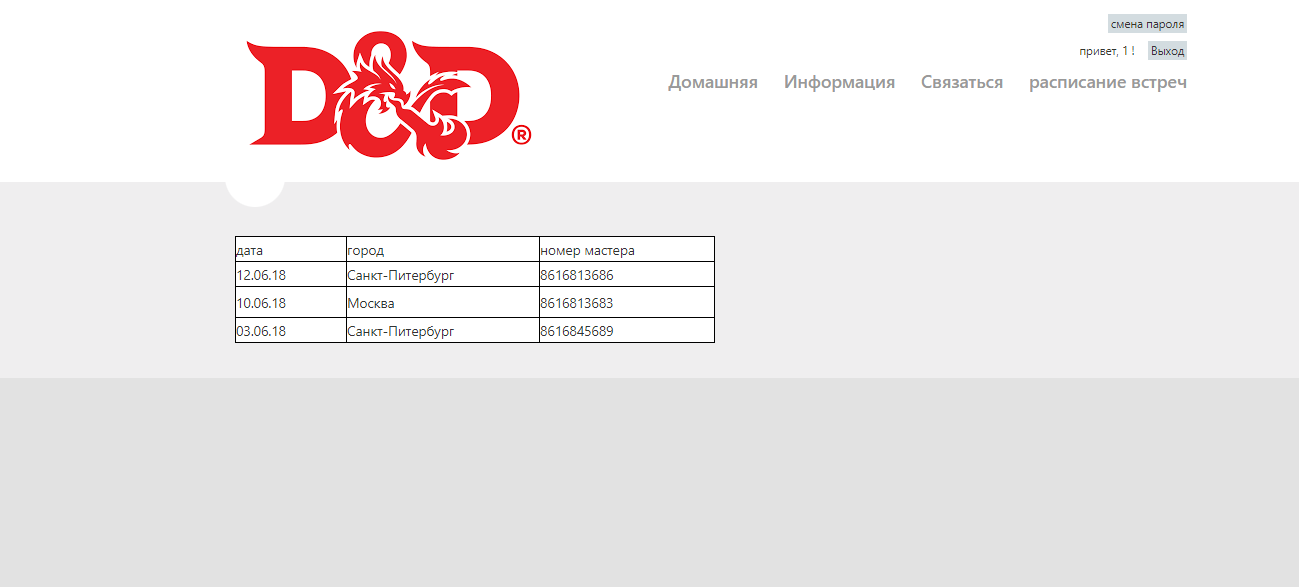 смена пароля
привет, 1 ! Выход
D&D®
Домашняя Информация Связаться расписание встреч
дата город номер мастера
12.06.18 Санкт-Питербург 8616813686
10.06.18 Москва 8616813683
03.06.18 Санкт-Питербург 8616845689